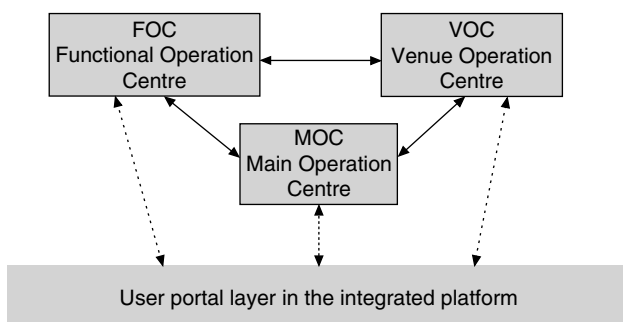 FOC
Functional Operation
Centre
VOC
Venue Operation
Centre
MOC
Main Operation
Centre
User portal layer in the integrated platform